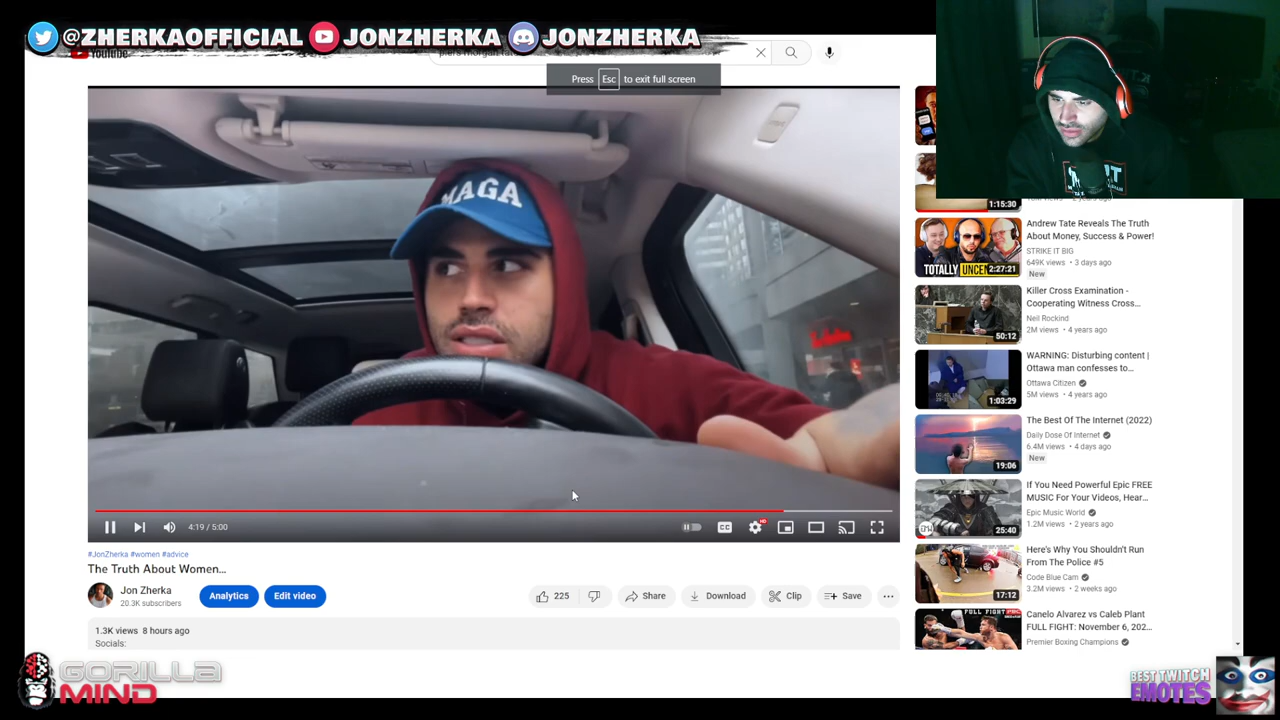 @ZHERKAOFFICIAL JONZHERKA JONZHERKA
YouTube
Press Esc to exit full screen
MAGA
1:15:30
Andrew Tate Reveals The Truth
About Money, Success & Power!
STRIKE IT BIG
649K views • 3 days ago
New
TOTALLY
2:27:21
Killer Cross Examination -
Cooperating Witness Cross...
Neil Rockind
2M views • 4 years ago
50:12
WARNING: Disturbing content |
Ottawa man confesses to...
Ottawa Citizen
5M views • 4 years ago
1:03:29
The Best Of The Internet (2022)
Daily Dose Of Internet
6.4M views • 4 days ago
New
19:06
If You Need Powerful Epic FREE
MUSIC For Your Videos, Hear...
Epic Music World
1.2M views • 2 years ago
25:40
Here's Why You Shouldn't Run
From The Police #5
Code Blue Cam
3.2M views • 2 weeks ago
17:12
Canelo Alvarez vs Caleb Plant
FULL FIGHT: November 6, 202...
Premier Boxing Champions
4:19 / 5:00
CC
HD
#JonZherka #women #advice
The Truth About Women...
Jon Zherka
20.3K subscribers
Analytics
Edit video
225
Share
Download
Clip
Save
1.3K views 8 hours ago
Socials:
GORILLA
MIND
BEST TWITCH
EMOTES